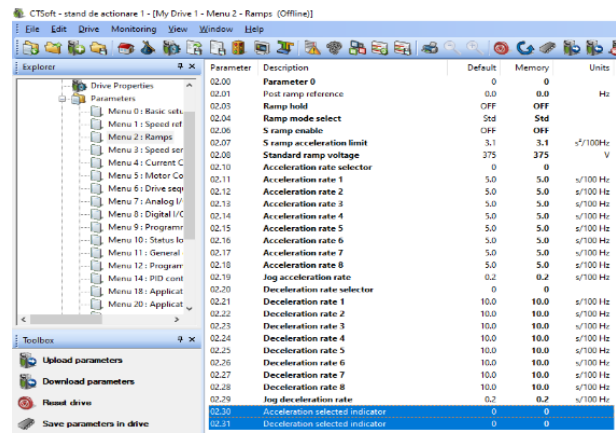 CTSoft - stand de actionare 1 - [My Drive 1 - Menu 2 - Ramps (Offline)]
File Edit Drive Monitoring View Window Help
Explorer
Drive Properties
Parameters
Menu 0 : Basic setu
Menu 1 : Speed ref
Menu 2 : Ramps
Menu 3 : Speed ser
Menu 4 : Current C
Menu 5 : Motor Co
Menu 6 : Drive sequ
Menu 7 : Analog I/
Menu 8 : Digital I/C
Menu 9 : Programr
Menu 10 : Status lo
Menu 11 : General
Menu 12 : Program
Menu 14 : PID cont
Menu 18 : Applicat
Menu 20 : Applicat
Toolbox
Upload parameters
Download parameters
Reset drive
Save parameters in drive
Parameter Description Default Memory Units
02.00 Parameter 0 0 0
02.01 Post ramp reference 0.0 0.0 Hz
02.03 Ramp hold OFF OFF
02.04 Ramp mode select Std Std
02.06 S ramp enable OFF OFF
02.07 S ramp acceleration limit 3.1 3.1 s²/100Hz
02.08 Standard ramp voltage 375 375 V
02.10 Acceleration rate selector 0 0
02.11 Acceleration rate 1 5.0 5.0 s/100 Hz
02.12 Acceleration rate 2 5.0 5.0 s/100 Hz
02.13 Acceleration rate 3 5.0 5.0 s/100 Hz
02.14 Acceleration rate 4 5.0 5.0 s/100 Hz
02.15 Acceleration rate 5 5.0 5.0 s/100 Hz
02.16 Acceleration rate 6 5.0 5.0 s/100 Hz
02.17 Acceleration rate 7 5.0 5.0 s/100 Hz
02.18 Acceleration rate 8 5.0 5.0 s/100 Hz
02.19 Jog acceleration rate 0.2 0.2 s/100 Hz
02.20 Deceleration rate selector 0 0
02.21 Deceleration rate 1 10.0 10.0 s/100 Hz
02.22 Deceleration rate 2 10.0 10.0 s/100 Hz
02.23 Deceleration rate 3 10.0 10.0 s/100 Hz
02.24 Deceleration rate 4 10.0 10.0 s/100 Hz
02.25 Deceleration rate 5 10.0 10.0 s/100 Hz
02.26 Deceleration rate 6 10.0 10.0 s/100 Hz
02.27 Deceleration rate 7 10.0 10.0 s/100 Hz
02.28 Deceleration rate 8 10.0 10.0 s/100 Hz
02.29 Jog deceleration rate 0.2 0.2 s/100 Hz
02.30 Acceleration selected indicator 0 0
02.31 Deceleration selected indicator 0 0